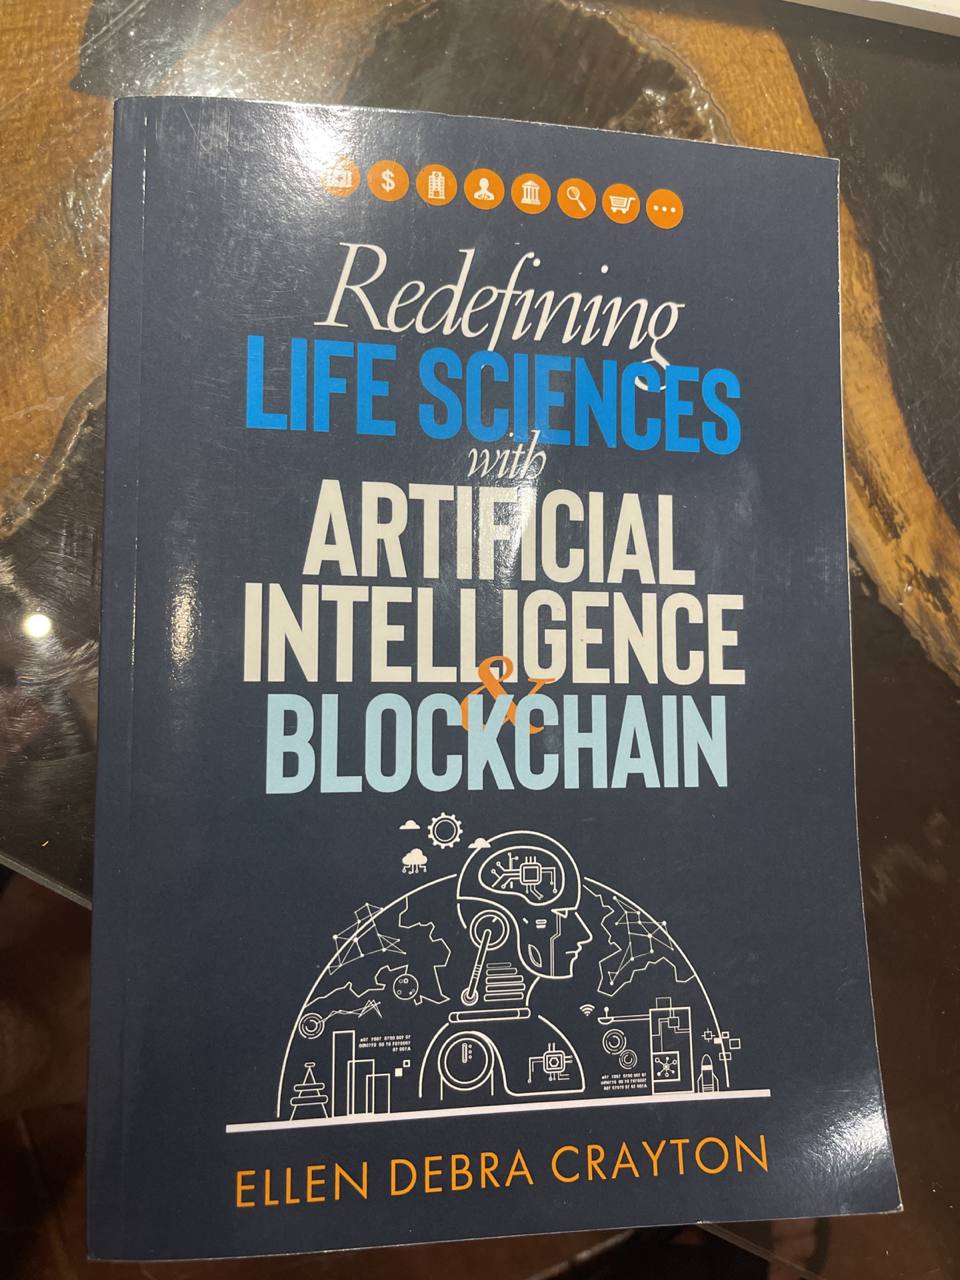 $
Redefining
LIFE SCIENCES
with
ARTIFICIAL
INTELLIGENCE
&
BLOCKCHAIN
ELLEN DEBRA CRAYTON